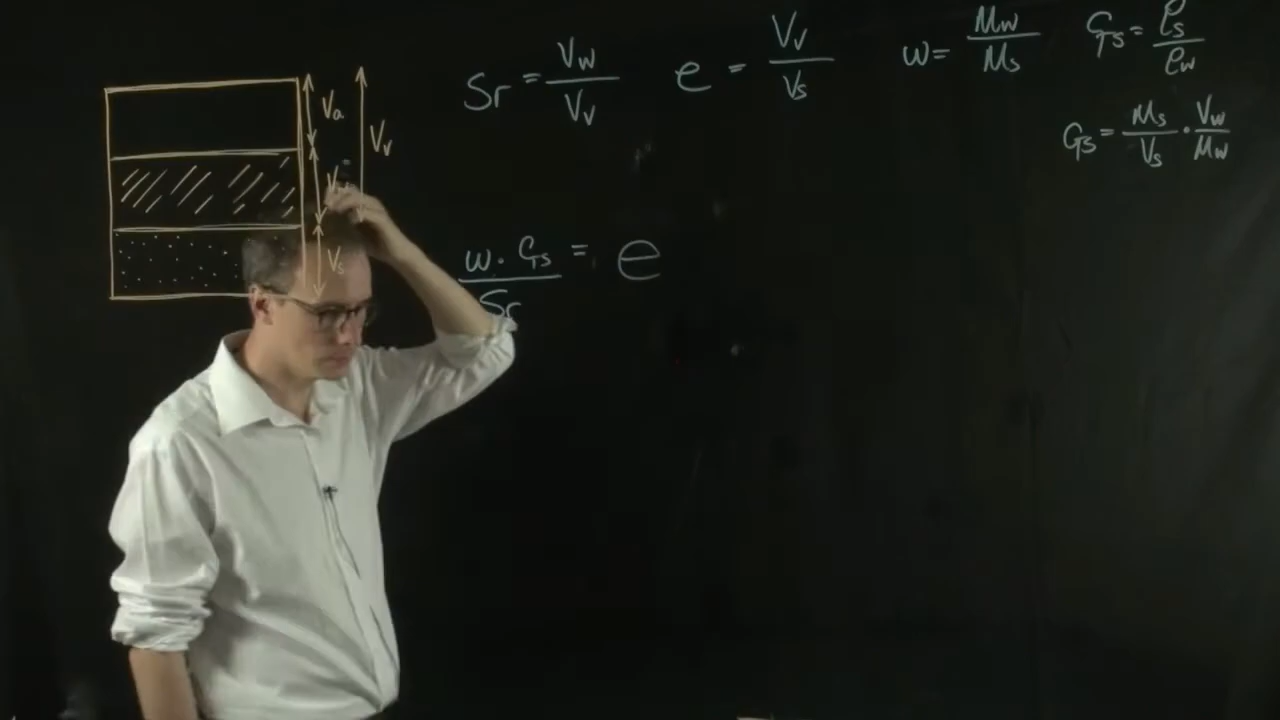 Sr = Vw / Vv
e = Vv / Vs
w = Mw / Ms
Gs = ρs / ρw
Gs = Ms / Vs · Vw / Mw
Va
Vv
Vs
w · Gs / Sr = e